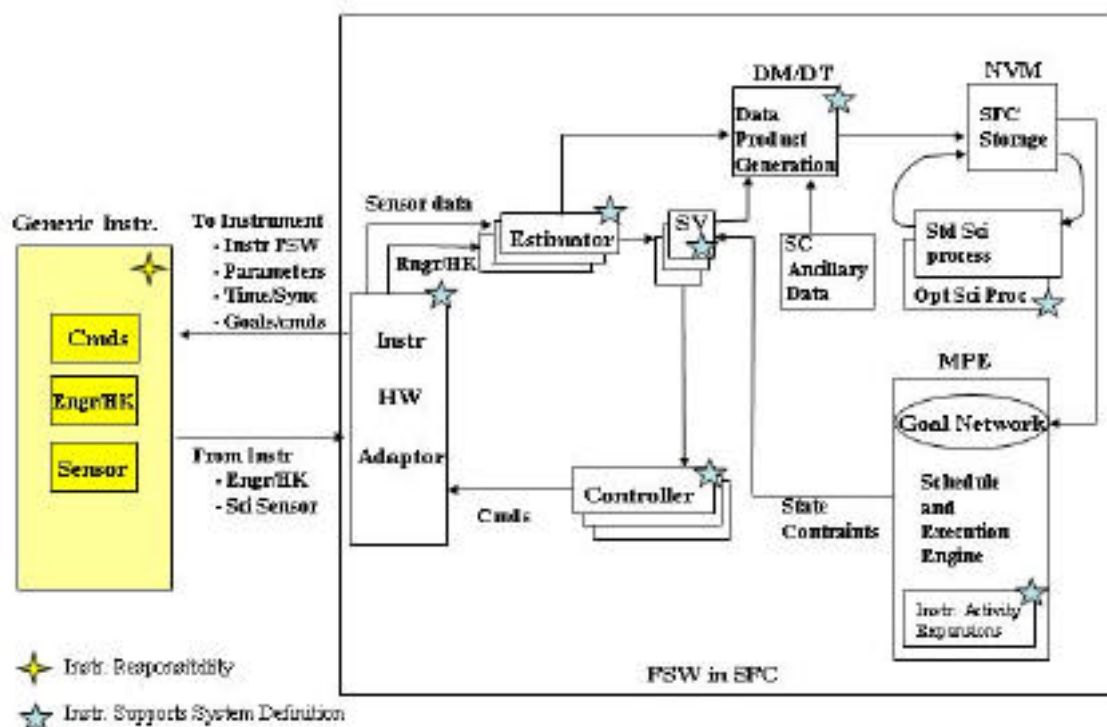 DM/DT
NVM
Data
Product
Generation
SFC
Storage
Generic Instr.
To Instrument
- Instr FSW
- Parameters
- Time/Sync
- Goals/cmds
Sensor data
Engr/HK
Estimator
SV
SC
Ancillary
Data
Std Sci
process
Opt Sci Proc
Cmds
Engr/HK
Sensor
Instr
HW
Adaptor
From Instr
- Engr/HK
- Sci Sensor
Cmds
Controller
State
Contraints
MPE
Goal Network
Schedule
and
Execution
Engine
Instr. Activity
Expansions
FSW in SFC
Instr. Responsibility
Instr. Supports System Definition